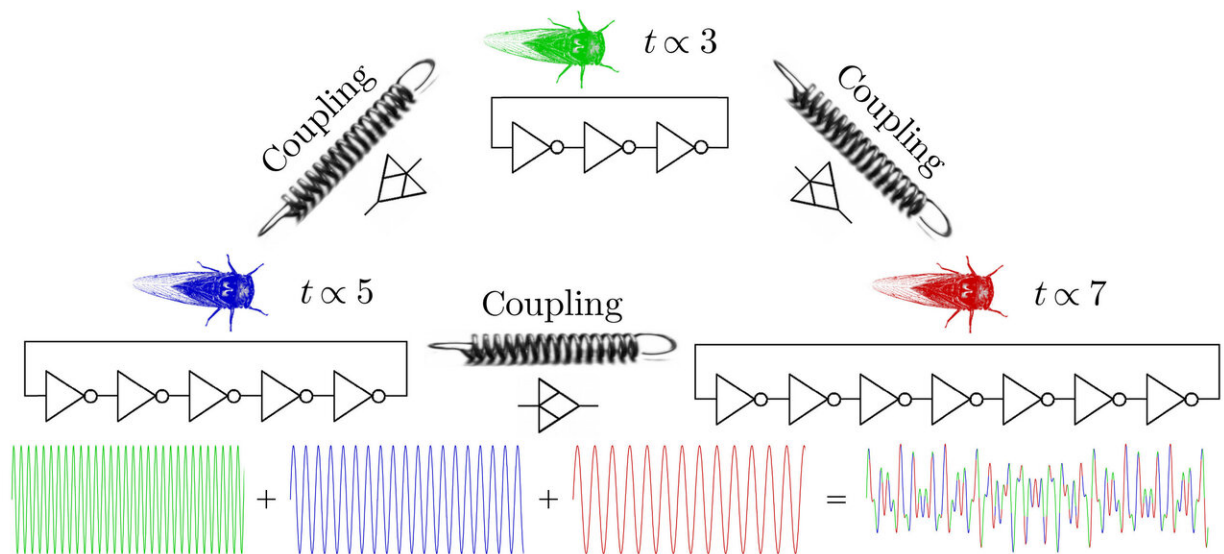 t ∝ 3
Coupling
Coupling
t ∝ 5
Coupling
t ∝ 7
+ + =